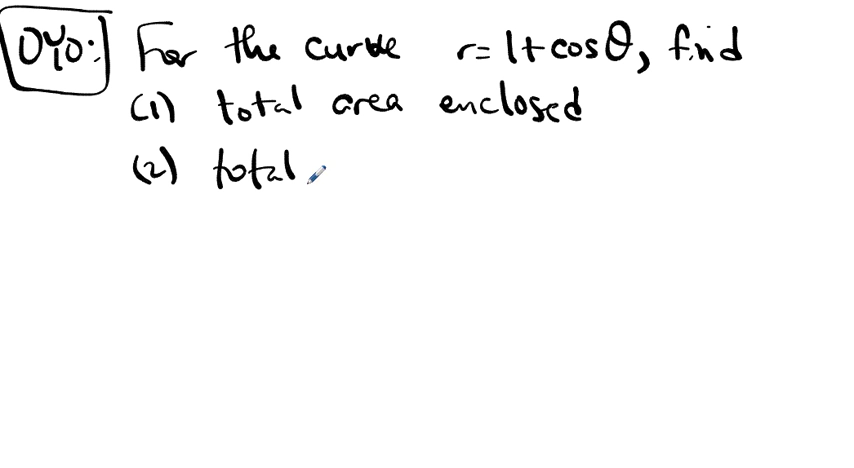 OYO: For the curve r = 1 + cosθ, find
(1) total area enclosed
(2) total